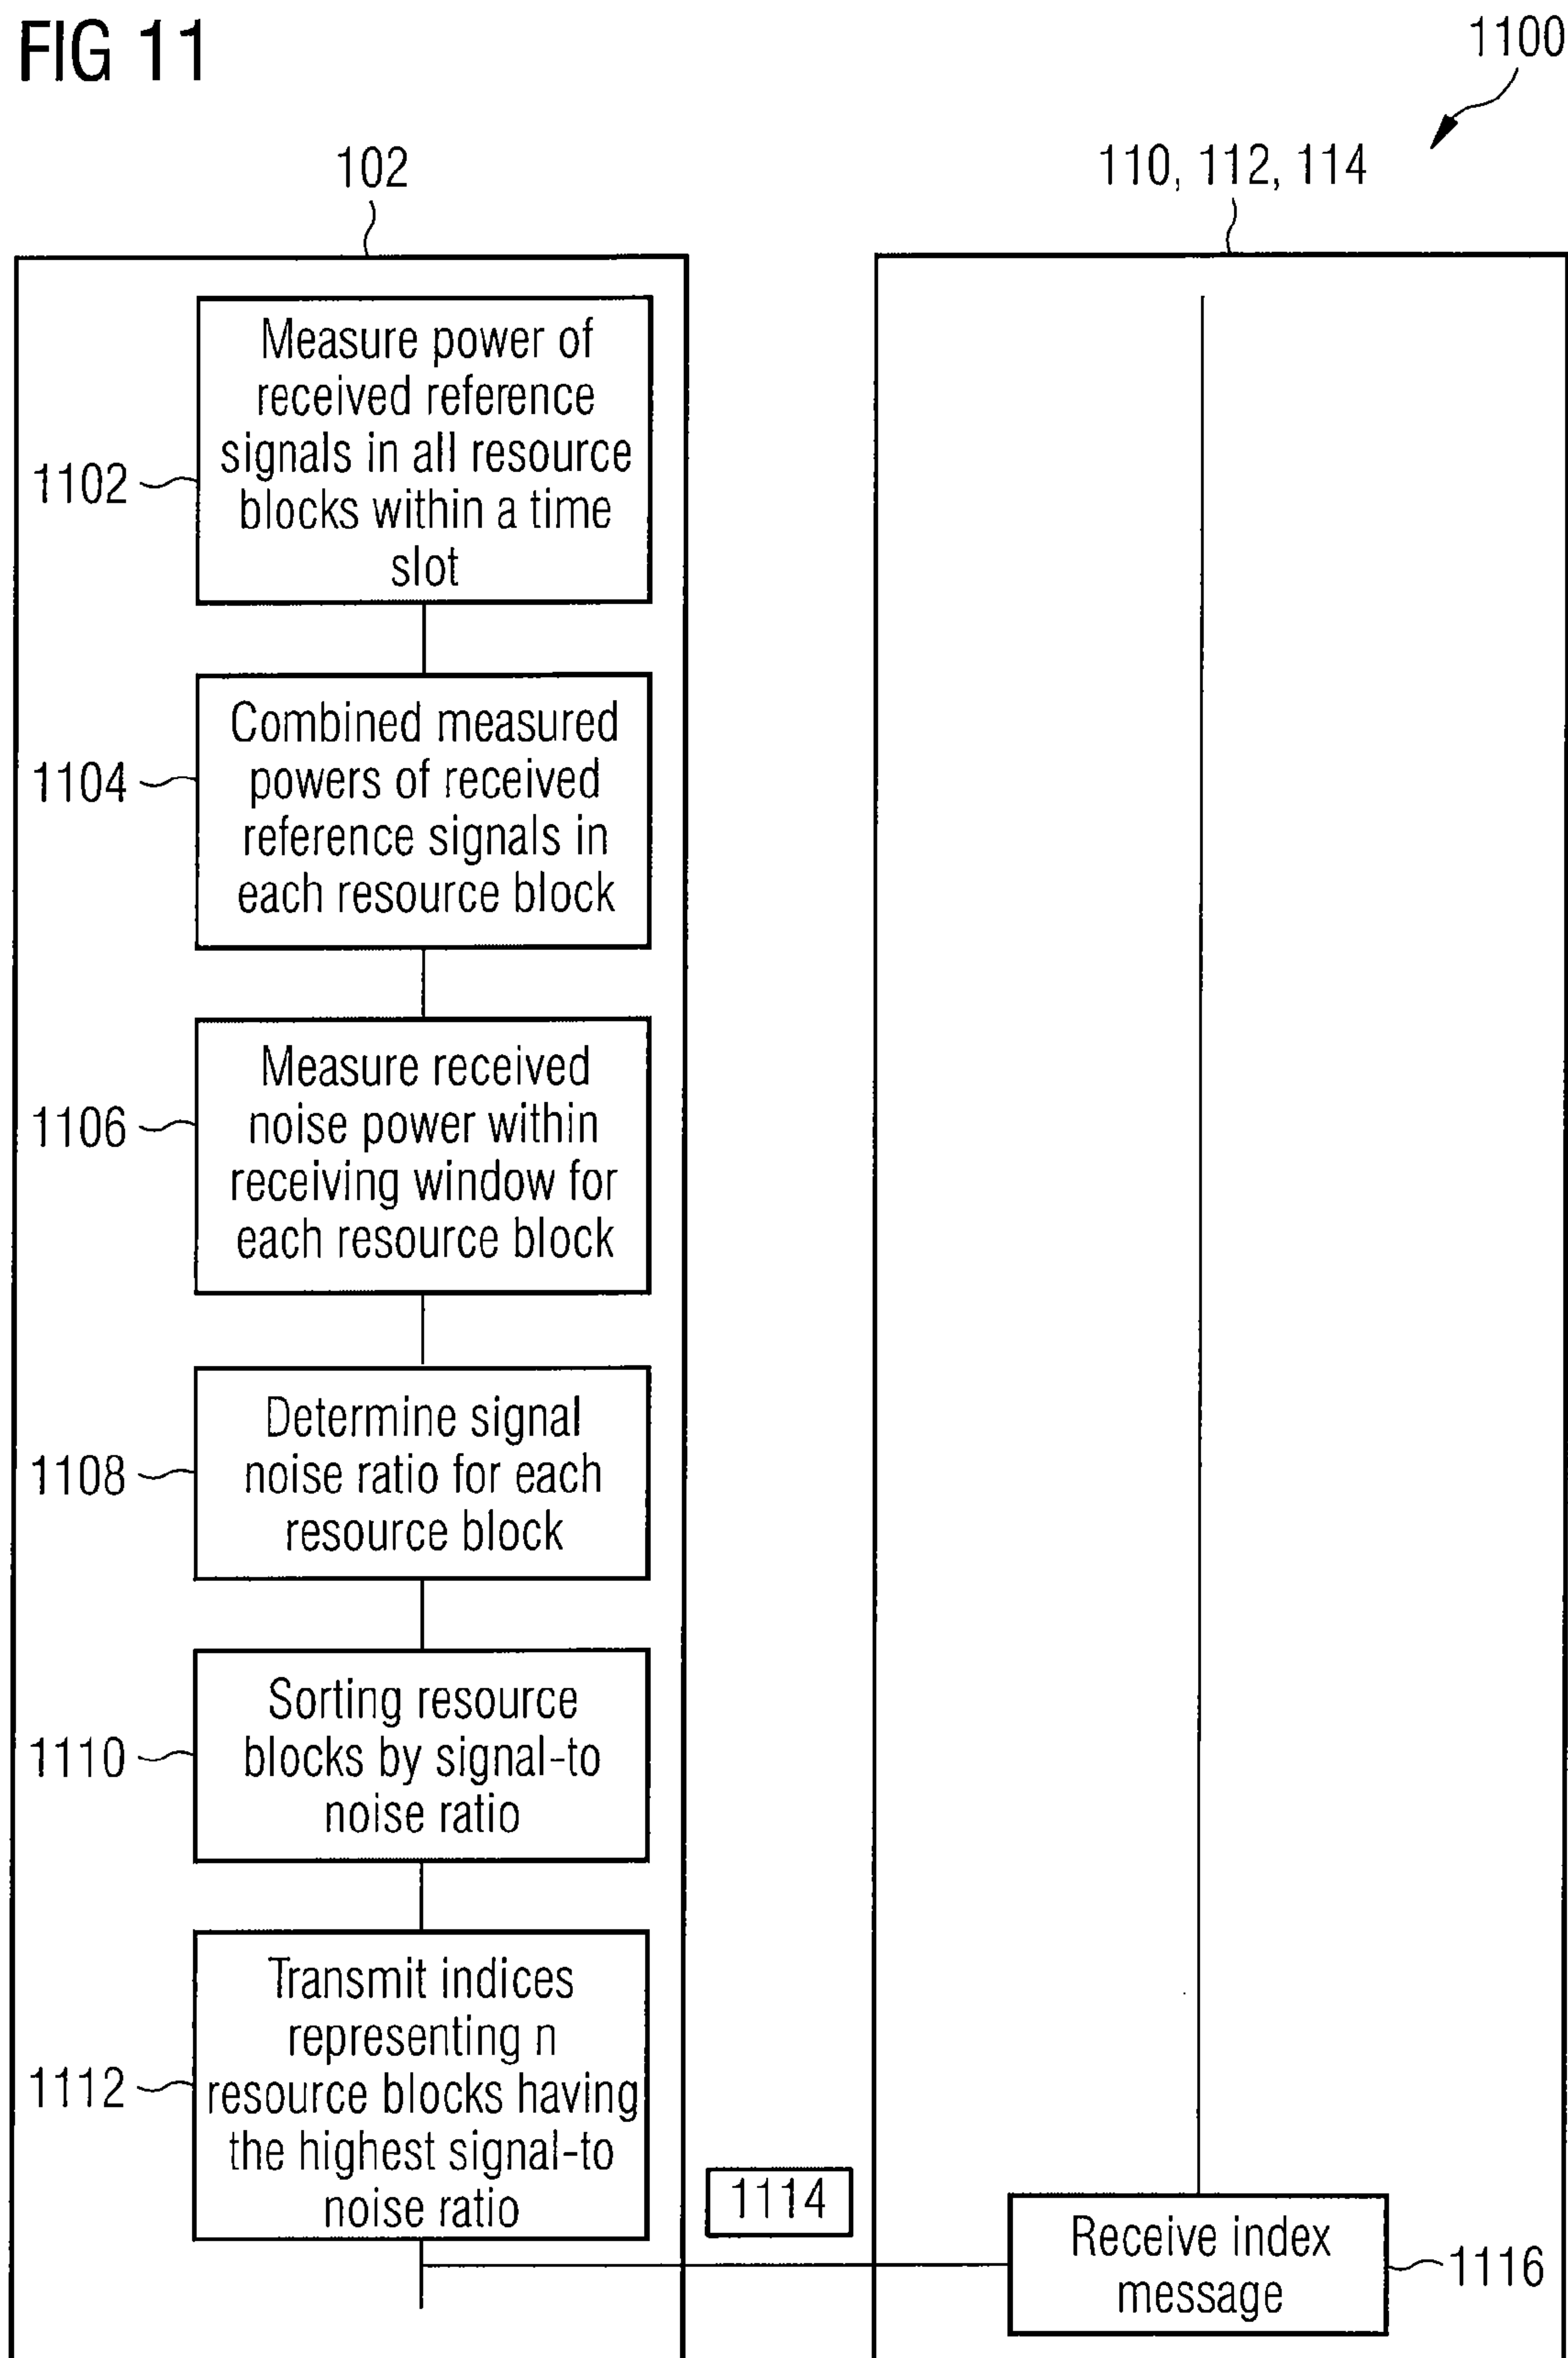 FIG 11
1100
102
110, 112, 114
Measure power of
received reference
signals in all resource
blocks within a time
slot
1102
Combined measured
powers of received
reference signals in
each resource block
1104
Measure received
noise power within
receiving window for
each resource block
1106
Determine signal
noise ratio for each
resource block
1108
Sorting resource
blocks by signal-to
noise ratio
1110
Transmit indices
representing n
resource blocks having
the highest signal-to
noise ratio
1112
1114
Receive index
message
1116